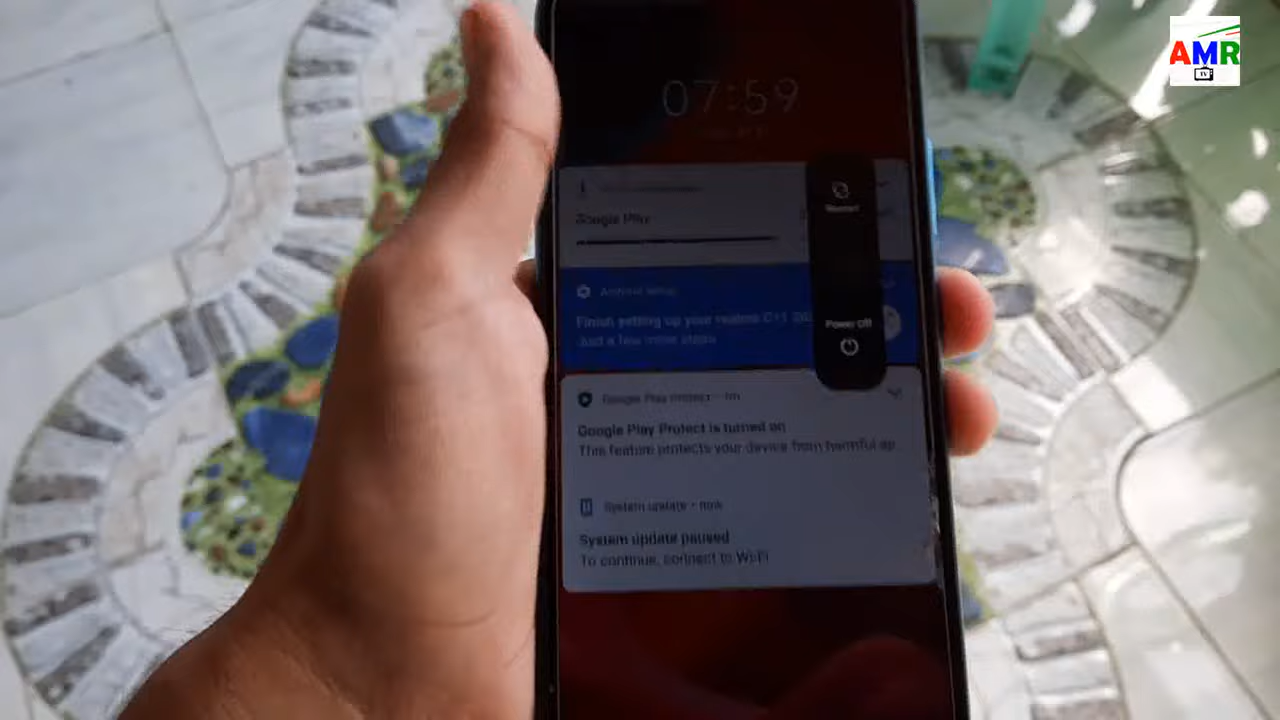 AMR
TV
07:59
Restart
Google Play
Android Setup
Finish setting up your realme C11
Just a few more steps
Power Off
Google Play Protect
Google Play Protect is turned on
This feature protects your device from harmful ap
System update • now
System update paused
To continue, connect to Wi-Fi